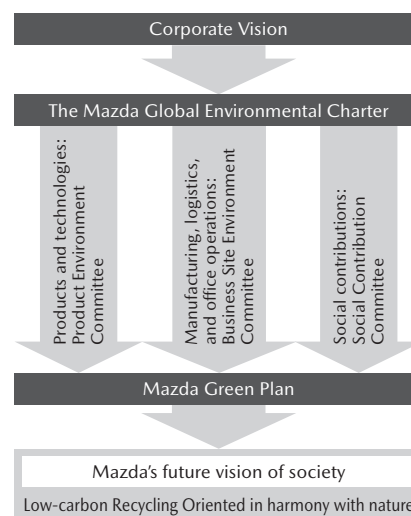 Corporate Vision
The Mazda Global Environmental Charter
Products and technologies:
Product Environment
Committee
Manufacturing, logistics,
and office operations:
Business Site Environment
Committee
Social contributions:
Social Contribution
Committee
Mazda Green Plan
Mazda’s future vision of society
Low-carbon Recycling Oriented in harmony with nature